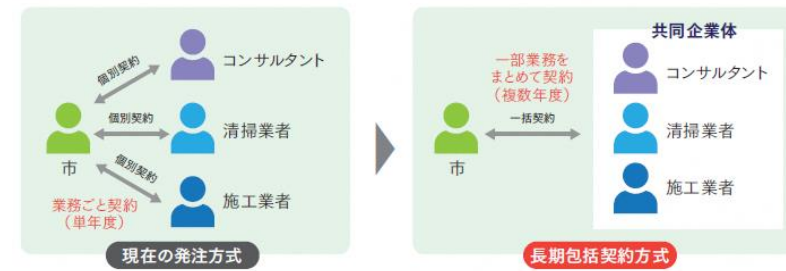 個別契約
コンサルタント
個別契約
清掃業者
市
個別契約
施工業者
業務ごと契約
（単年度）
現在の発注方式
共同企業体
一部業務を
まとめて契約
（複数年度）
コンサルタント
一括契約
清掃業者
市
施工業者
長期包括契約方式